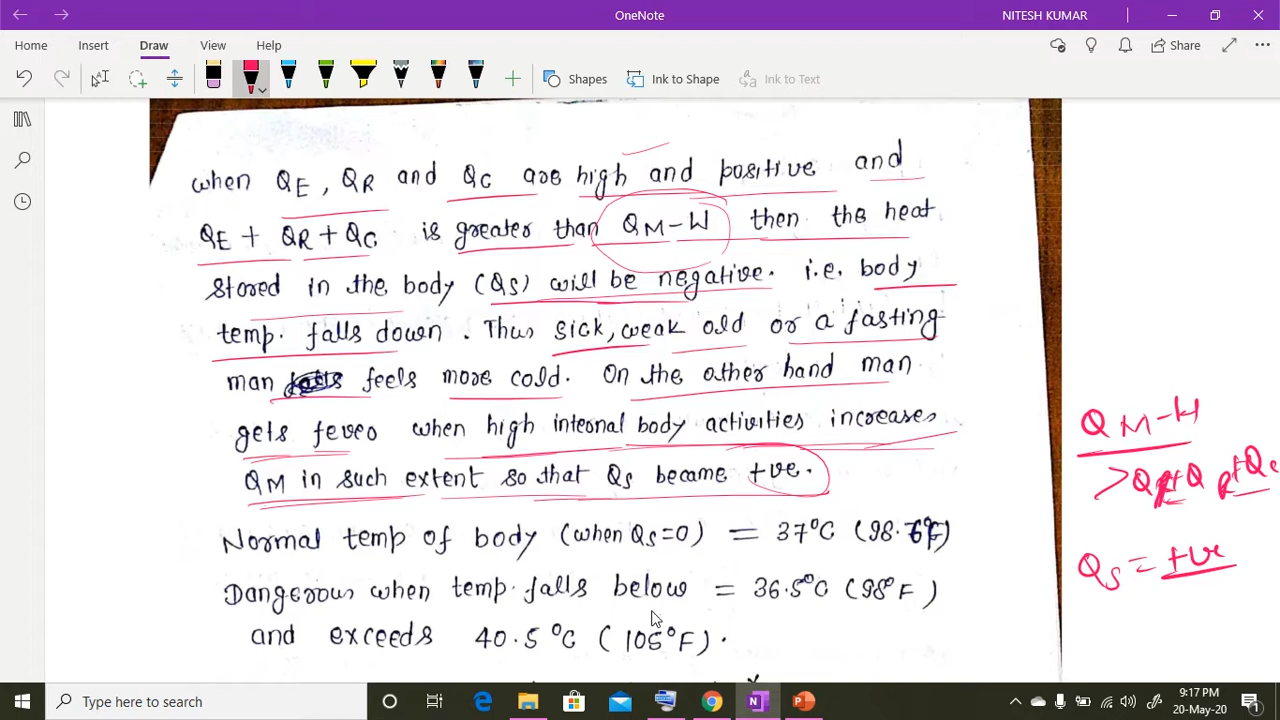 OneNote
NITESH KUMAR
Home Insert Draw View Help
Share
Shapes
Ink to Shape
Ink to Text
when QE, QR and QC are high and positive and
QE + QR + QC is greater than QM-W then the heat
stored in the body (QS) will be negative. i.e. body
temp. falls down. Thus sick, weak old or a fasting
man feels more cold. On the other hand man
gets fever when high internal body activities increases
QM in such extent so that QS became +ve.
Normal temp of body (when QS=0) = 37°C (98.6°F)
Dangerous when temp. falls below = 36.5°C (98°F)
and exceeds 40.5°C (105°F).
QM-W
QS = +ve
Type here to search
9:17 PM
20-May-20